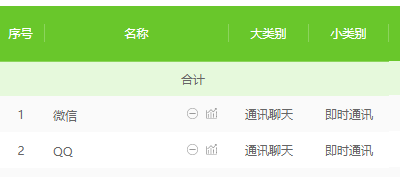 序号 名称 大类别 小类别
合计
1 微信 通讯聊天 即时通讯
2 QQ 通讯聊天 即时通讯